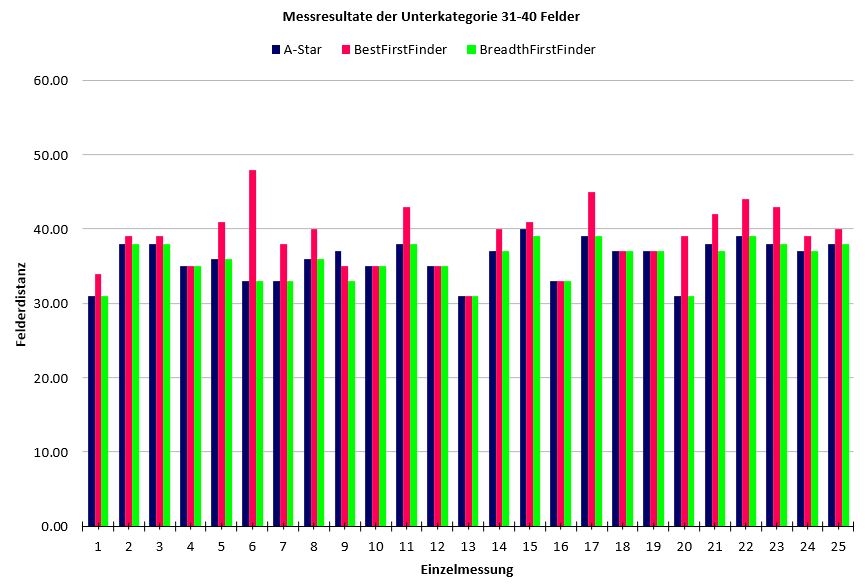 Messresultate der Unterkategorie 31-40 Felder
A-Star BestFirstFinder BreadthFirstFinder
60.00
50.00
40.00
30.00
20.00
10.00
0.00
Felderdistanz
1 2 3 4 5 6 7 8 9 10 11 12 13 14 15 16 17 18 19 20 21 22 23 24 25
Einzelmessung